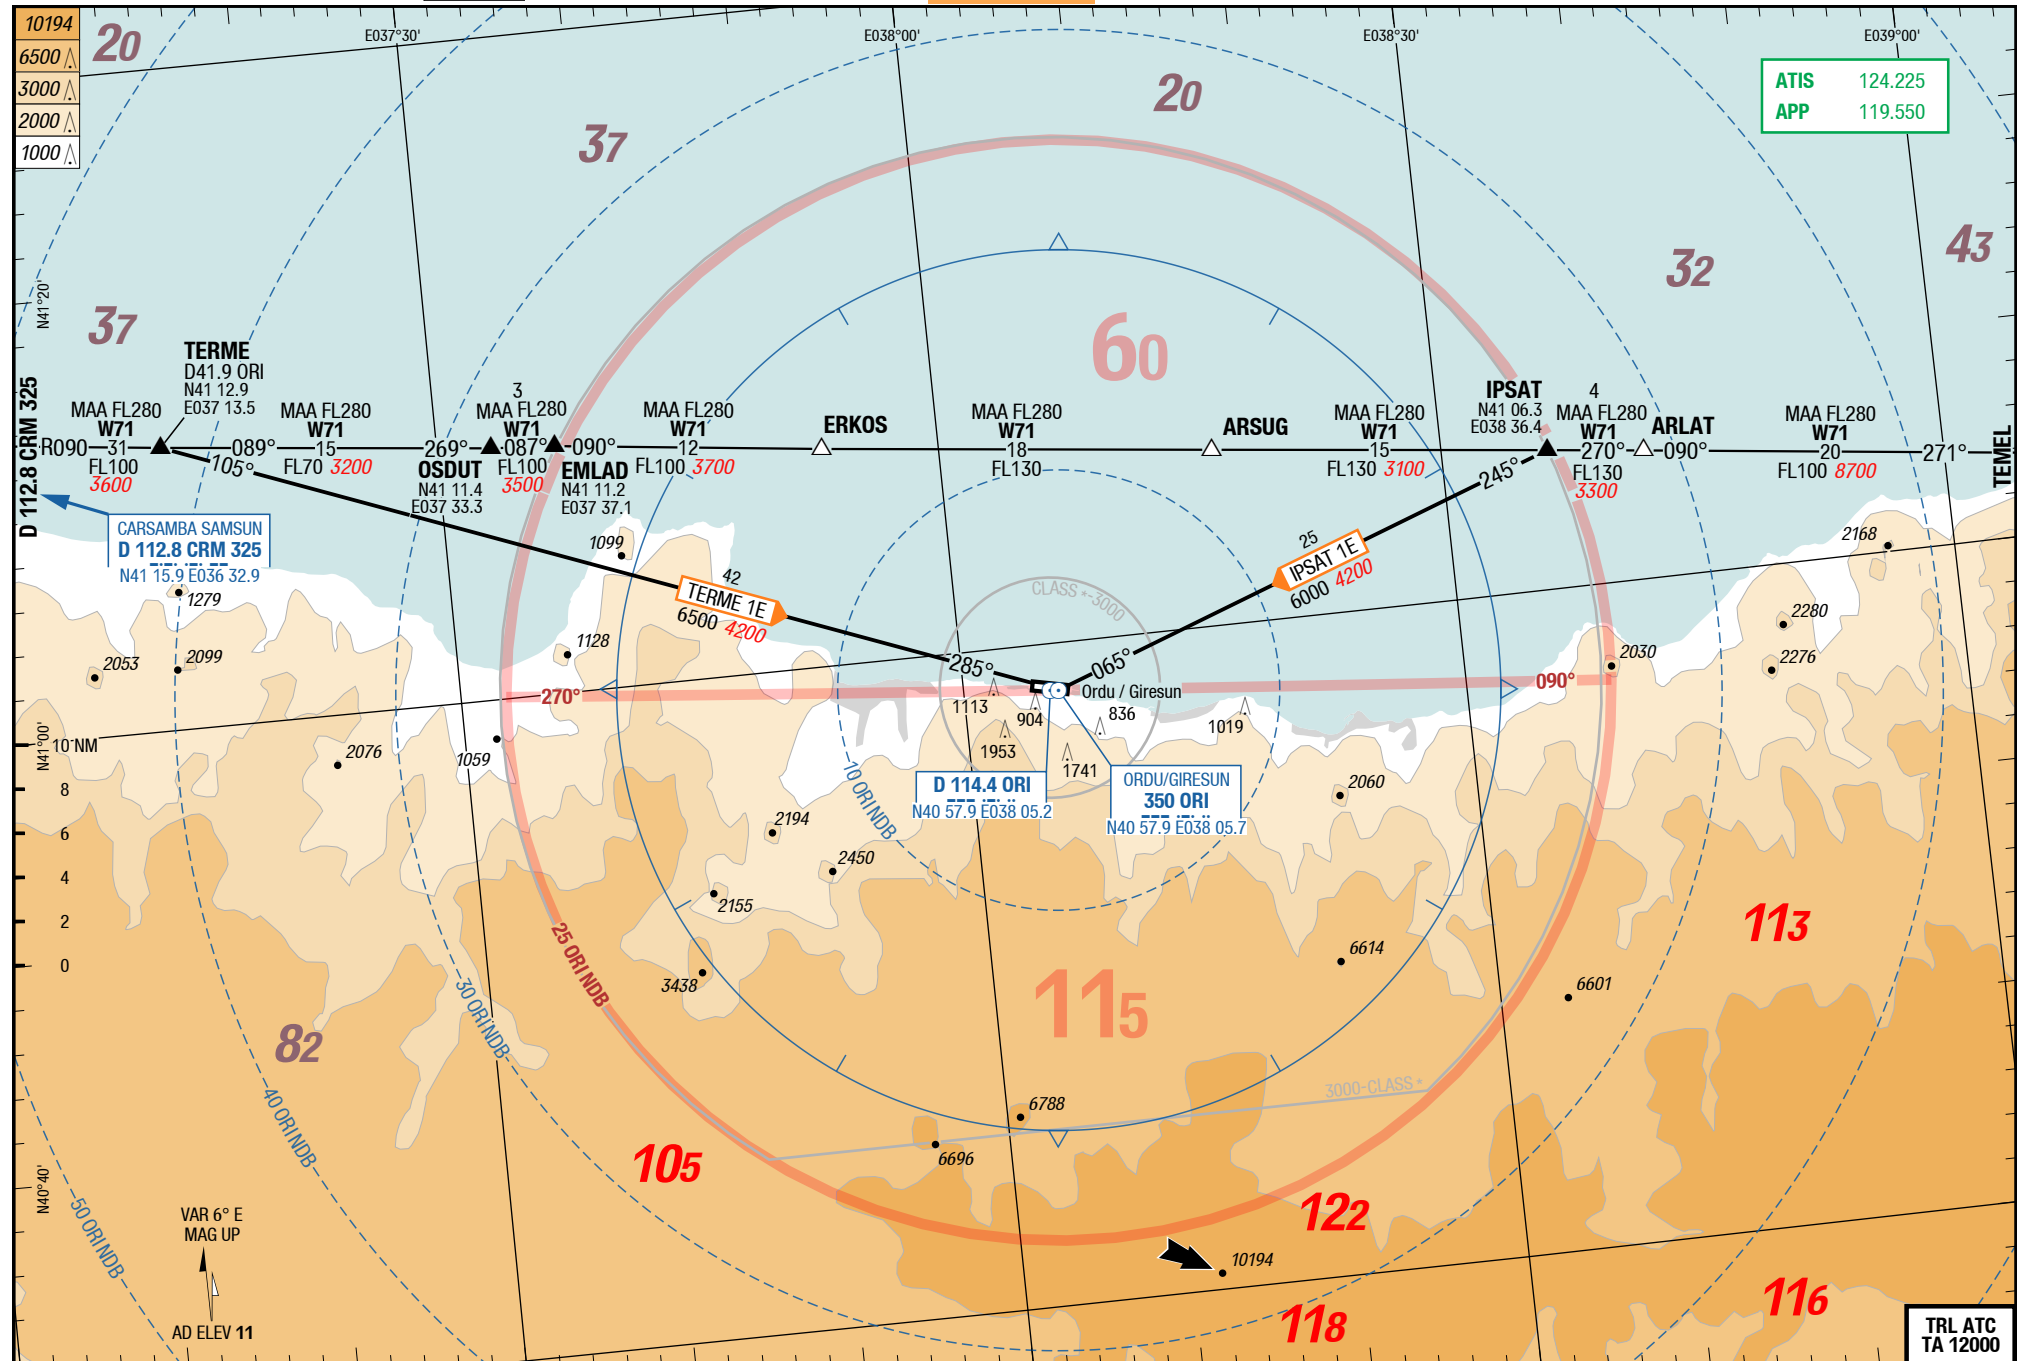 10194
6500
3000
2000
1000
20
E037°30'
E038°00'
E038°30'
E039°00'
ATIS 124.225
APP 119.550
37
20
32
43
37
60
N41°20'
TERME
D41.9 ORI
N41 12.9
E037 13.5
D 112.8 CRM 325
R090
MAA FL280
W71
31
FL100
3600
089°
MAA FL280
W71
15
FL70 3200
269°
105°
OSDUT
N41 11.4
E037 33.3
3
MAA FL280
W71
087°
FL100
3500
EMLAD
N41 11.2
E037 37.1
090°
MAA FL280
W71
12
FL100 3700
ERKOS
MAA FL280
W71
18
FL130
ARSUG
MAA FL280
W71
15
FL130 3100
IPSAT
N41 06.3
E038 36.4
245°
4
MAA FL280
W71
270°
FL130
3300
ARLAT
090°
MAA FL280
W71
20
FL100 8700
271°
TEMEL
CARSAMBA SAMSUN
D 112.8 CRM 325
N41 15.9 E036 32.9
1279
2053
2099
1099
1128
42
TERME 1E
6500 4200
285°
CLASS *-3000
25
IPSAT 1E
6000 4200
065°
2168
2280
2276
2030
270°
090°
Ordu / Giresun
1113
904
836
1953
1741
1019
D 114.4 ORI
N40 57.9 E038 05.2
ORDU/GIRESUN
350 ORI
N40 57.9 E038 05.7
N41°00'
10 NM
8
6
4
2
0
2076
1059
2194
2450
2155
3438
2060
6614
6601
10 ORI NDB
25 ORI NDB
30 ORI NDB
40 ORI NDB
50 ORI NDB
113
115
82
3000-CLASS *
6788
6696
105
122
10194
118
116
N40°40'
VAR 6° E
MAG UP
AD ELEV 11
TRL ATC
TA 12000